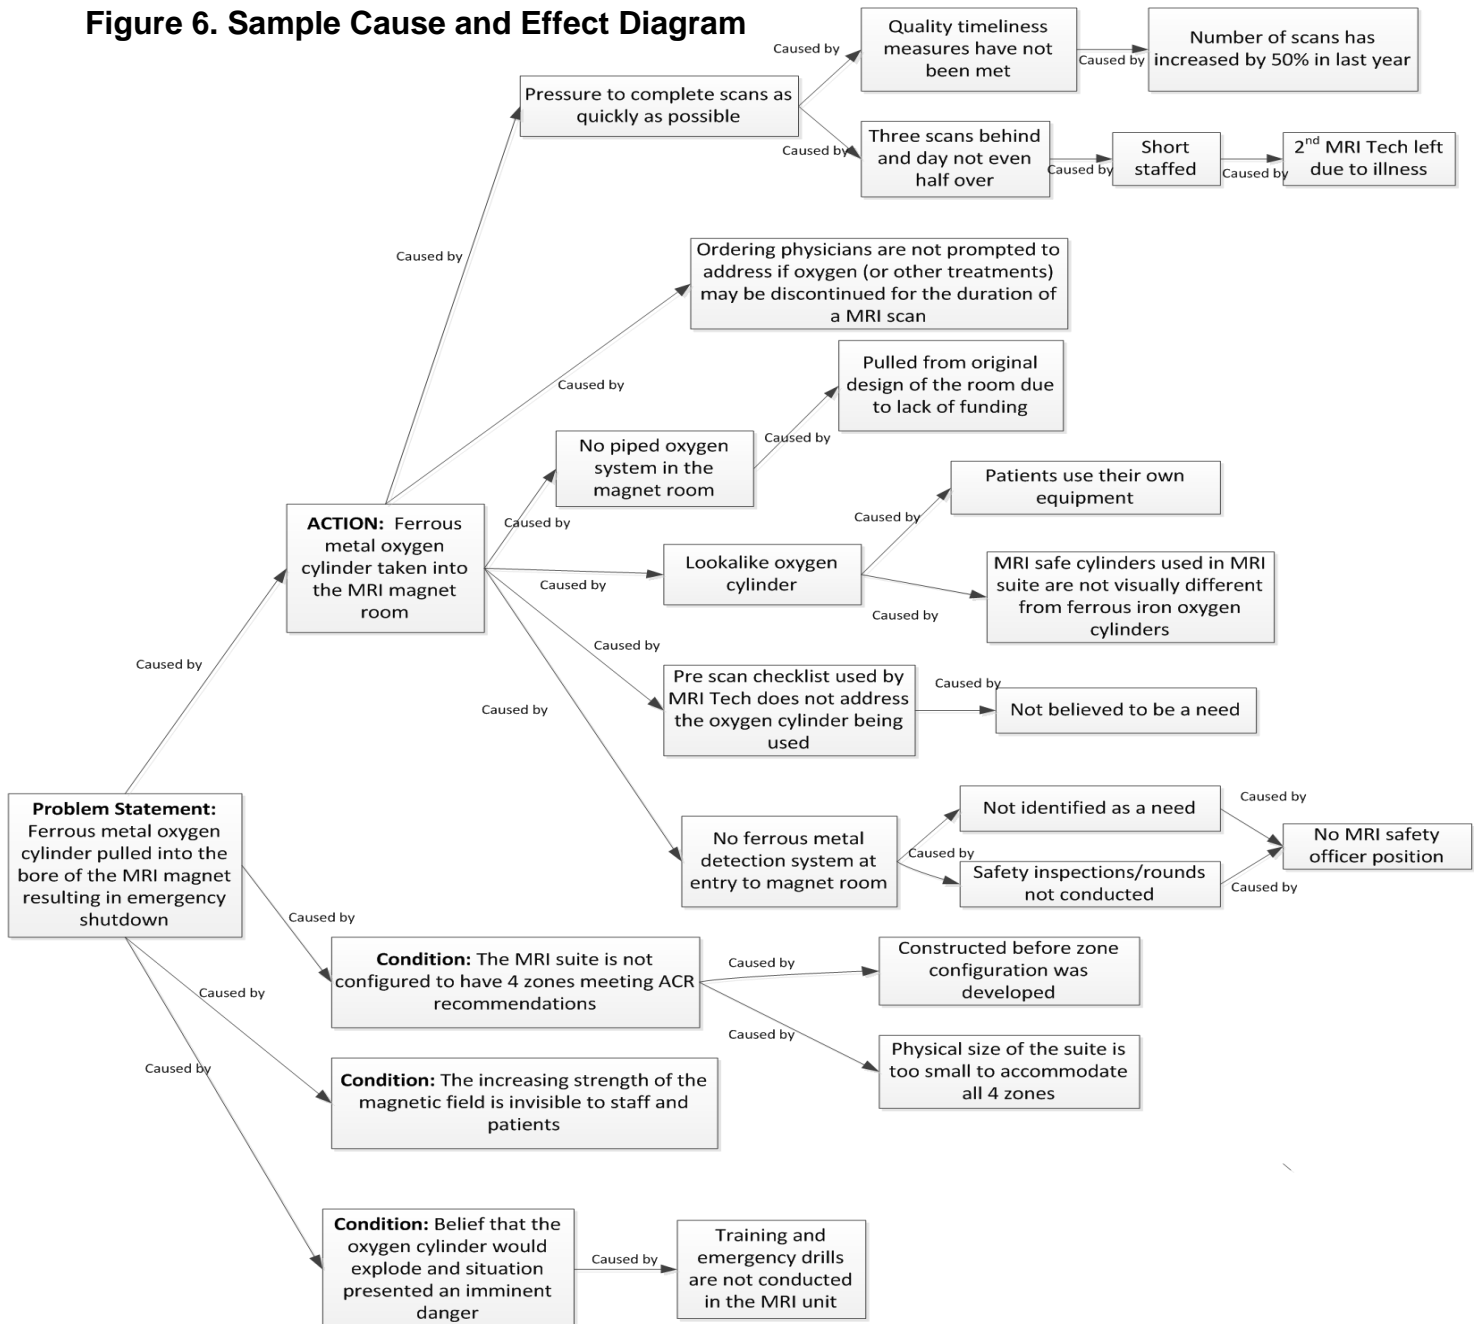 Figure 6. Sample Cause and Effect Diagram
Quality timeliness
measures have not
been met
Caused by
Caused by
Number of scans has
increased by 50% in last year
Pressure to complete scans as
quickly as possible
Caused by
Three scans behind
and day not even
half over
Caused by
Short
staffed
Caused by
2nd MRI Tech left
due to illness
Caused by
Ordering physicians are not prompted to
address if oxygen (or other treatments)
may be discontinued for the duration of
a MRI scan
Caused by
Pulled from original
design of the room due
to lack of funding
Caused by
No piped oxygen
system in the
magnet room
Caused by
Patients use their own
equipment
Caused by
ACTION: Ferrous
metal oxygen
cylinder taken into
the MRI magnet
room
Caused by
Lookalike oxygen
cylinder
Caused by
MRI safe cylinders used in MRI
suite are not visually different
from ferrous iron oxygen
cylinders
Caused by
Caused by
Pre scan checklist used by
MRI Tech does not address
the oxygen cylinder being
used
Caused by
Not believed to be a need
Caused by
Caused by
Problem Statement:
Ferrous metal oxygen
cylinder pulled into the
bore of the MRI magnet
resulting in emergency
shutdown
No ferrous metal
detection system at
entry to magnet room
Caused by
Not identified as a need
Caused by
Safety inspections/rounds
not conducted
Caused by
No MRI safety
officer position
Caused by
Condition: The MRI suite is not
configured to have 4 zones meeting ACR
recommendations
Caused by
Constructed before zone
configuration was
developed
Caused by
Physical size of the suite is
too small to accommodate
all 4 zones
Caused by
Condition: The increasing strength of the
magnetic field is invisible to staff and
patients
Caused by
Condition: Belief that the
oxygen cylinder would
explode and situation
presented an imminent
danger
Caused by
Training and
emergency drills
are not conducted
in the MRI unit